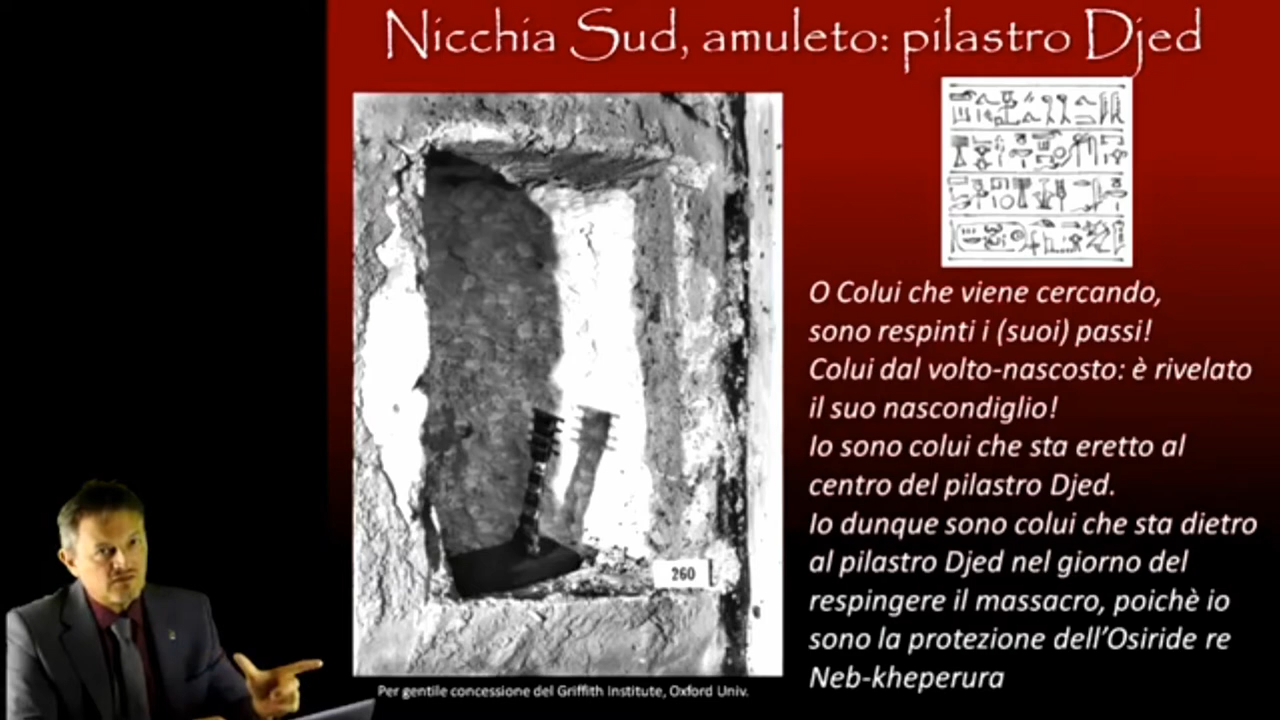 Nicchia Sud, amuleto: pilastro Djed
O Colui che viene cercando,
sono respinti i (suoi) passi!
Colui dal volto-nascosto: è rivelato
il suo nascondiglio!
Io sono colui che sta eretto al
centro del pilastro Djed.
Io dunque sono colui che sta dietro
al pilastro Djed nel giorno del
respingere il massacro, poichè io
sono la protezione dell'Osiride re
Neb-kheperura
260
Per gentile concessione del Griffith Institute, Oxford Univ.